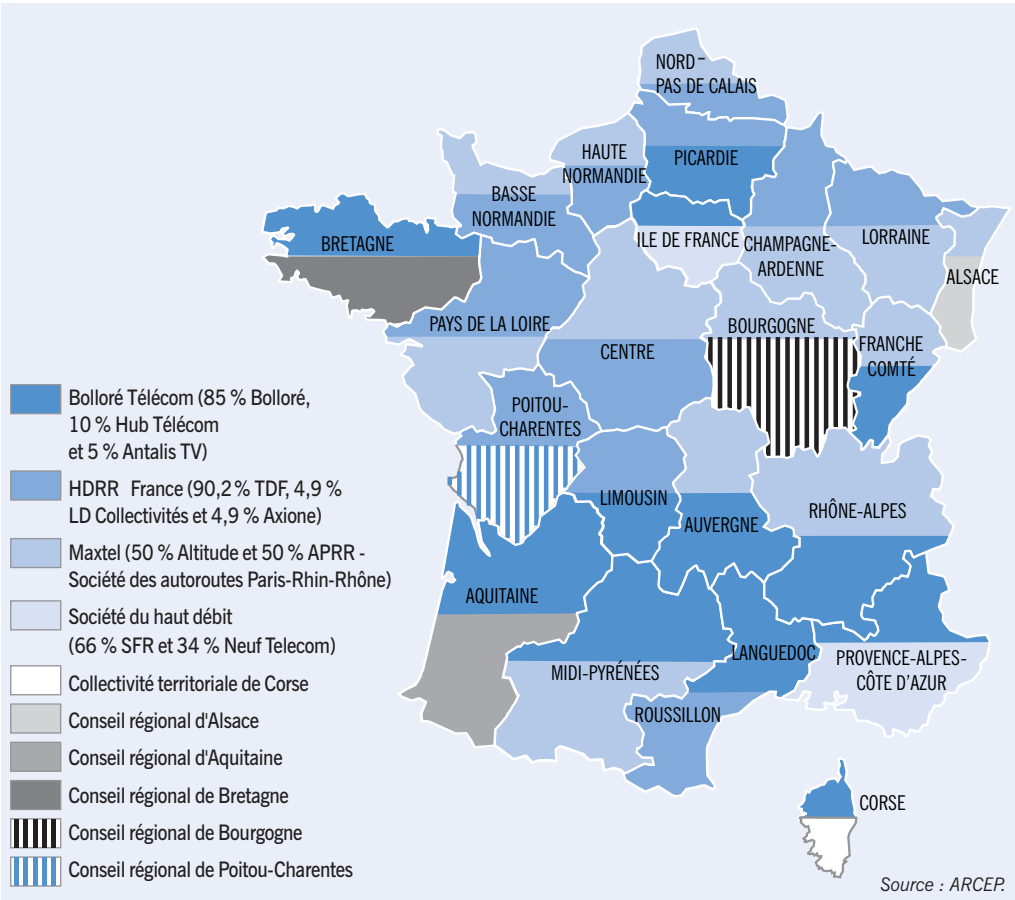 NORD-
PAS DE CALAIS
HAUTE
NORMANDIE
PICARDIE
BASSE
NORMANDIE
BRETAGNE
ILE DE FRANCE
CHAMPAGNE-
ARDENNE
LORRAINE
ALSACE
PAYS DE LA LOIRE
CENTRE
BOURGOGNE
FRANCHE
COMTÉ
POITOU-
CHARENTES
LIMOUSIN
AUVERGNE
RHÔNE-ALPES
AQUITAINE
MIDI-PYRÉNÉES
LANGUEDOC
ROUSSILLON
PROVENCE-ALPES-
CÔTE D'AZUR
CORSE
Bolloré Télécom (85 % Bolloré,
10 % Hub Télécom
et 5 % Antalis TV)
HDRR France (90,2 % TDF, 4,9 %
LD Collectivités et 4,9 % Axione)
Maxtel (50 % Altitude et 50 % APRR -
Société des autoroutes Paris-Rhin-Rhône)
Société du haut débit
(66 % SFR et 34 % Neuf Telecom)
Collectivité territoriale de Corse
Conseil régional d'Alsace
Conseil régional d'Aquitaine
Conseil régional de Bretagne
Conseil régional de Bourgogne
Conseil régional de Poitou-Charentes
Source : ARCEP.